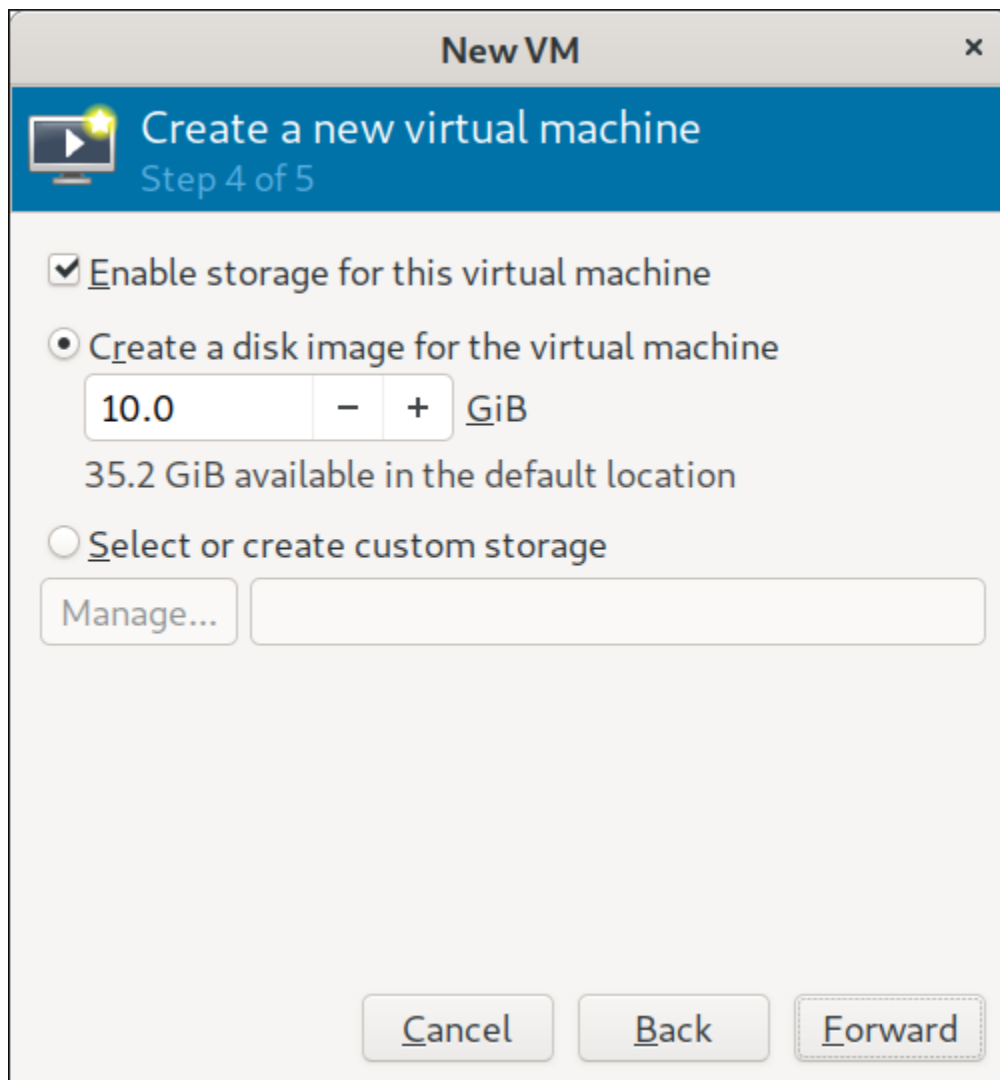 New VM
Create a new virtual machine
Step 4 of 5
Enable storage for this virtual machine
Create a disk image for the virtual machine
10.0 − + GiB
35.2 GiB available in the default location
Select or create custom storage
Manage...
Cancel Back Forward